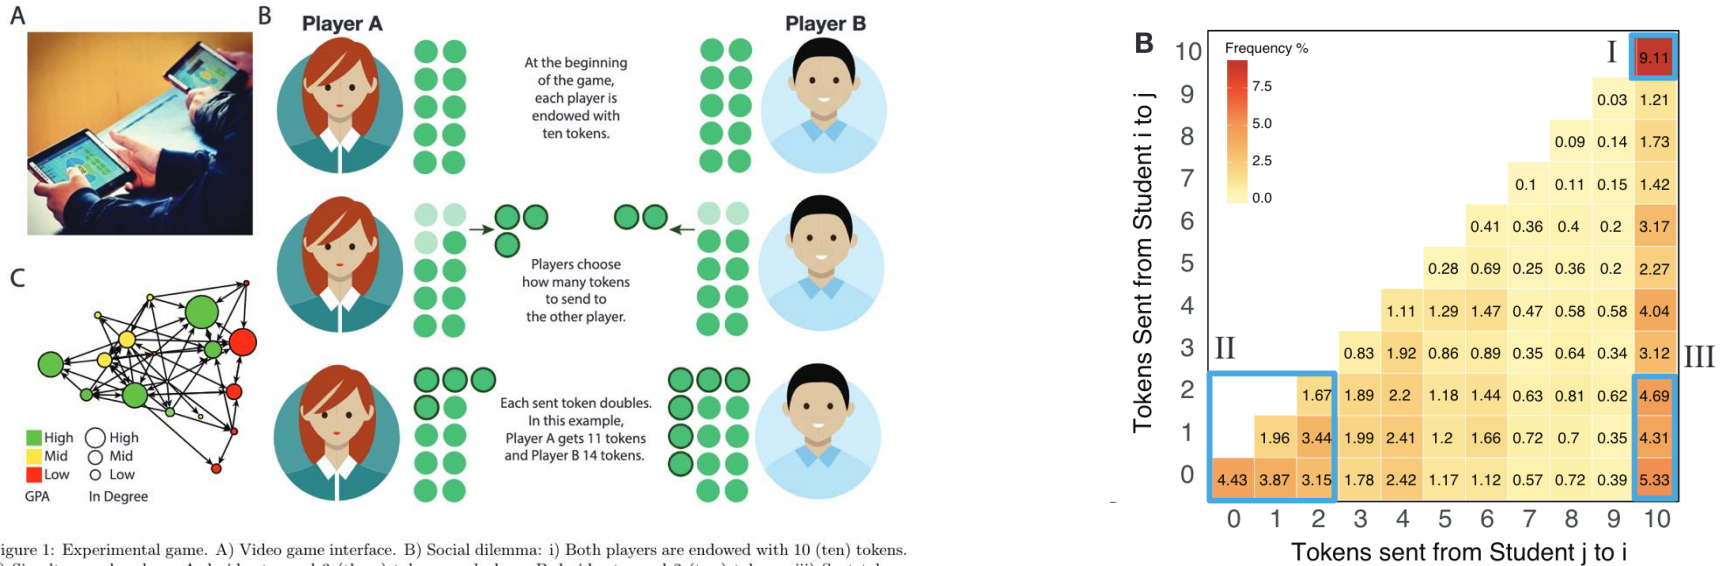 A
B
Player A
Player B
At the beginning
of the game,
each player is
endowed with
ten tokens.
Players choose
how many tokens
to send to
the other player.
Each sent token doubles.
In this example,
Player A gets 11 tokens
and Player B 14 tokens.
C
High
Mid
Low
GPA
High
Mid
Low
In Degree
igure 1: Experimental game. A) Video game interface. B) Social dilemma: i) Both players are endowed with 10 (ten) tokens.
B
Frequency %
7.5
5.0
2.5
0.0
I
II
III
Tokens Sent from Student i to j
10 9.11
9 0.03 1.21
8 0.09 0.14 1.73
7 0.1 0.11 0.15 1.42
6 0.41 0.36 0.4 0.2 3.17
5 0.28 0.69 0.25 0.36 0.2 2.27
4 1.11 1.29 1.47 0.47 0.58 0.58 4.04
3 0.83 1.92 0.86 0.89 0.35 0.64 0.34 3.12
2 1.67 1.89 2.2 1.18 1.44 0.63 0.81 0.62 4.69
1 1.96 3.44 1.99 2.41 1.2 1.66 0.72 0.7 0.35 4.31
0 4.43 3.87 3.15 1.78 2.42 1.17 1.12 0.57 0.72 0.39 5.33
0 1 2 3 4 5 6 7 8 9 10
Tokens sent from Student j to i